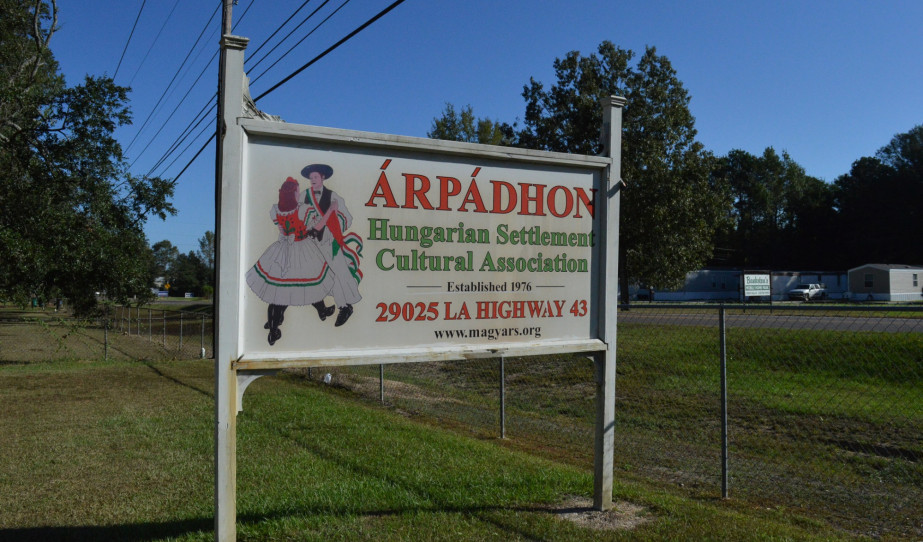 ÁRPÁDHON
Hungarian Settlement
Cultural Association
Established 1976
29025 LA HIGHWAY 43
www.magyars.org